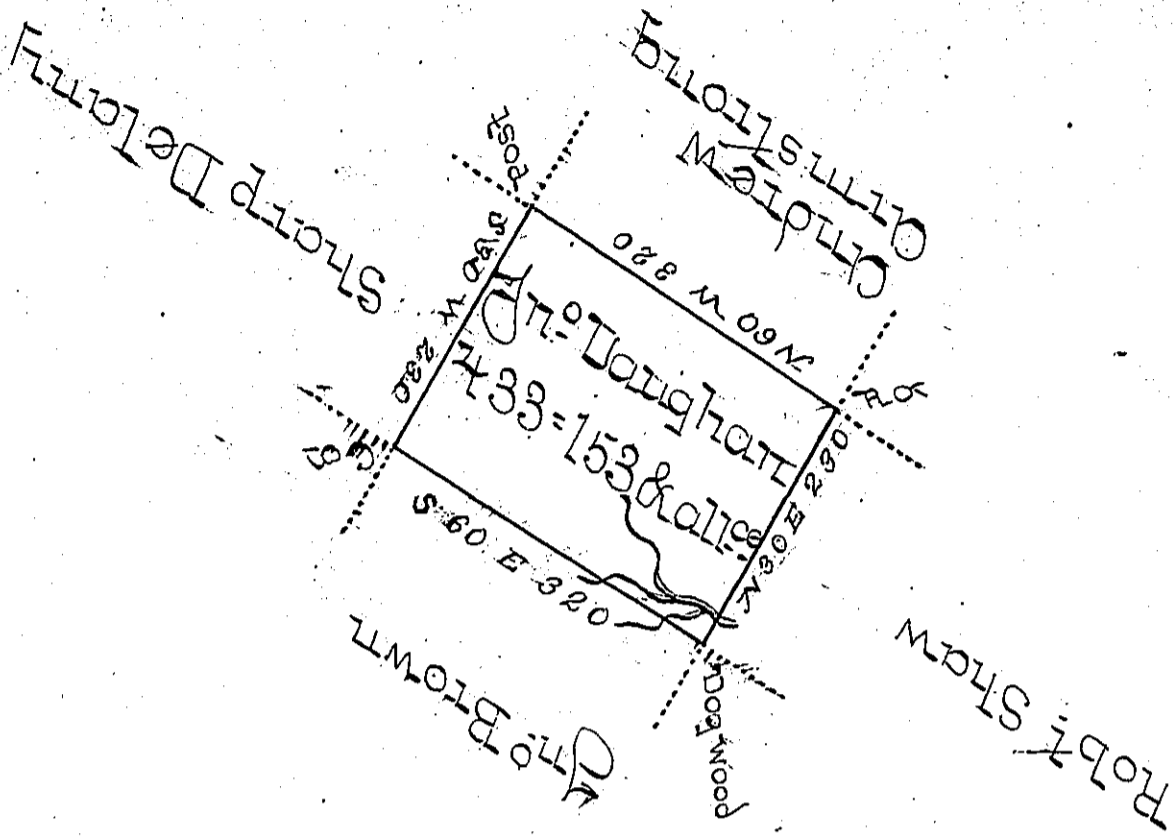 Sharp Delany
Andrew
Armstrong
Post
N 60 W 320
S 30 W 230
Jno Vaughan
433=153 & all=ce
R O
N 30 E 230
S 60 E 320
Dogwood
Jno Brown
Robt Shaw